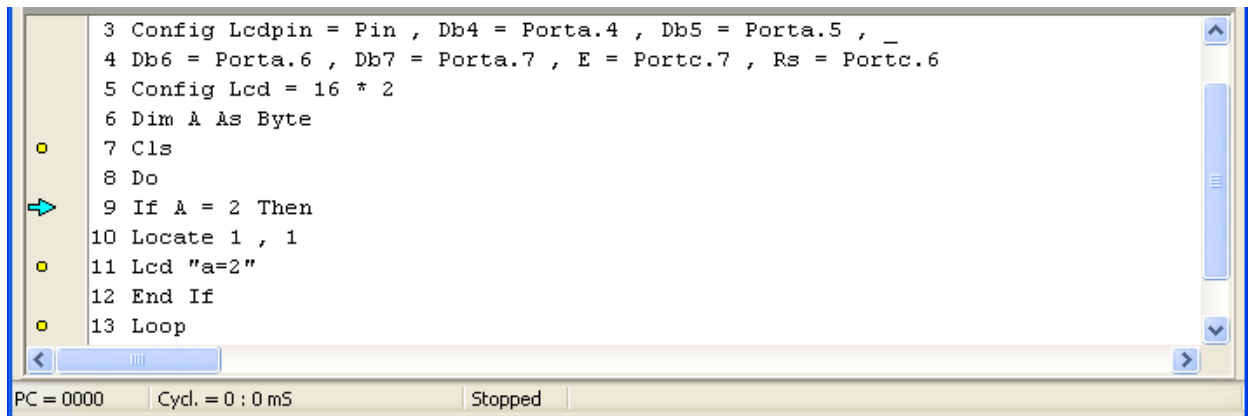 3 Config Lcdpin = Pin , Db4 = Porta.4 , Db5 = Porta.5 , _
4 Db6 = Porta.6 , Db7 = Porta.7 , E = Portc.7 , Rs = Portc.6
5 Config Lcd = 16 * 2
6 Dim A As Byte
7 Cls
8 Do
9 If A = 2 Then
10 Locate 1 , 1
11 Lcd "a=2"
12 End If
13 Loop
PC = 0000 Cycl. = 0 : 0 mS Stopped